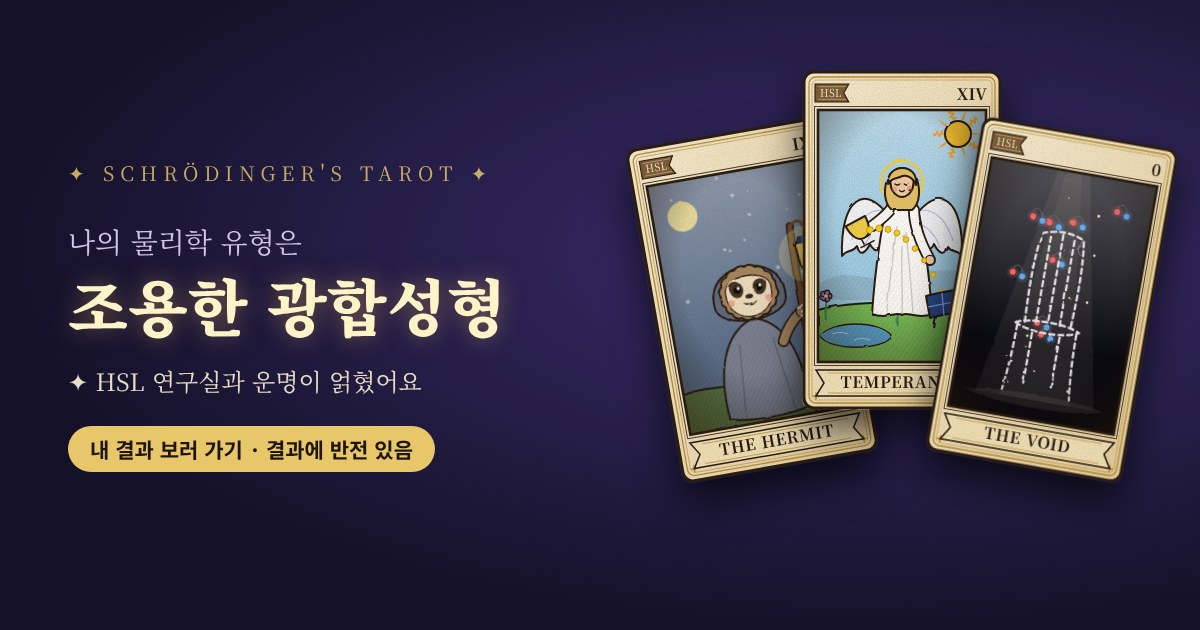 ✦ SCHRÖDINGER'S TAROT ✦
나의 물리학 유형은
조용한 광합성형
✦ HSL 연구실과 운명이 얽혔어요
내 결과 보러 가기 · 결과에 반전 있음
HSL
THE HERMIT
HSL XIV
TEMPERAN
HSL 0
THE VOID